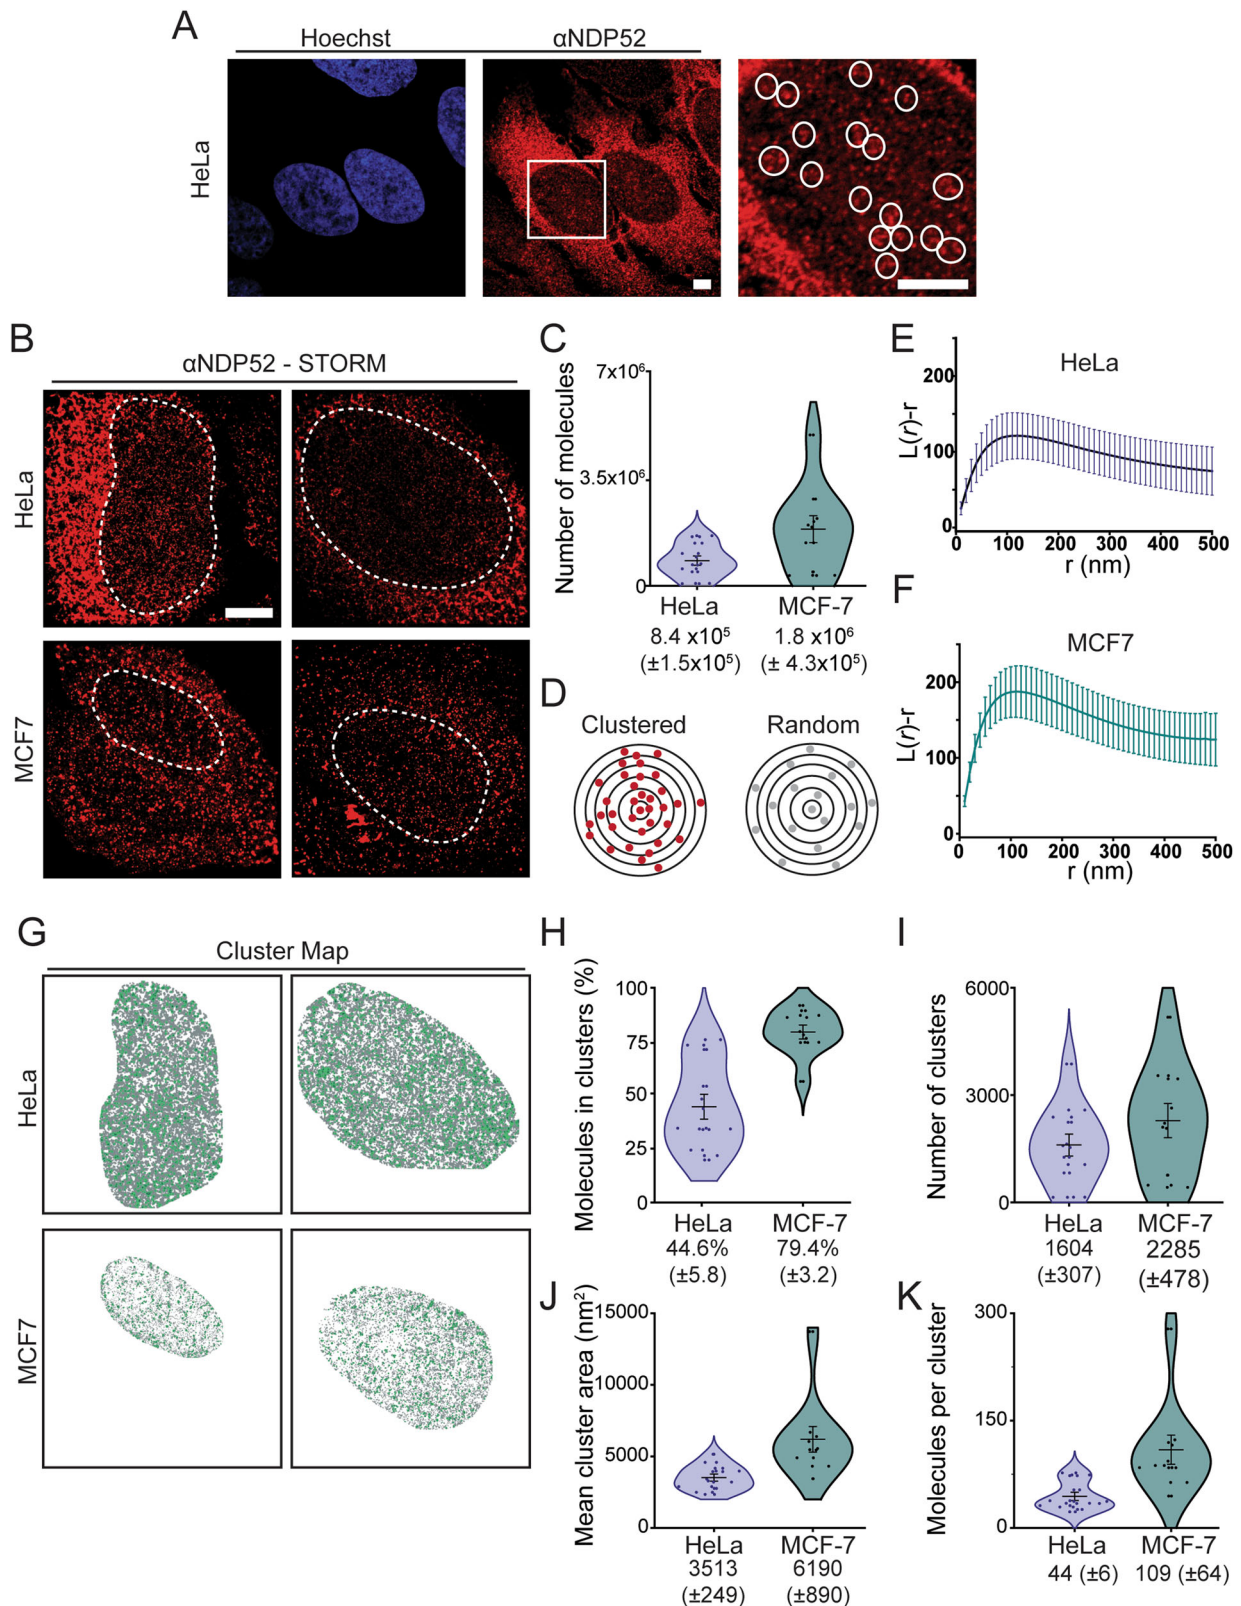 A
Hoechst
αNDP52
HeLa
B
αNDP52 - STORM
HeLa
MCF7
C
Number of molecules
7x10⁶
3.5x10⁶
0
HeLa
MCF-7
8.4 x10⁵
1.8 x10⁶
(±1.5x10⁵)
(± 4.3x10⁵)
D
Clustered
Random
E
HeLa
L(r)-r
200
100
0
0
100
200
300
400
500
r (nm)
F
MCF7
L(r)-r
200
100
0
0
100
200
300
400
500
r (nm)
G
Cluster Map
HeLa
MCF7
H
Molecules in clusters (%)
100
75
50
25
0
HeLa
MCF-7
44.6%
79.4%
(±5.8)
(±3.2)
I
Number of clusters
6000
3000
0
HeLa
MCF-7
1604
2285
(±307)
(±478)
J
Mean cluster area (nm²)
15000
10000
5000
0
HeLa
MCF-7
3513
6190
(±249)
(±890)
K
Molecules per cluster
300
150
0
HeLa
MCF-7
44 (±6)
109 (±64)